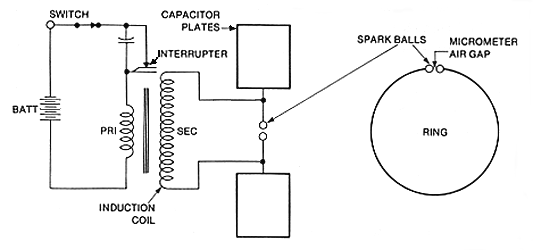 SWITCH
CAPACITOR
PLATES
SPARK BALLS
MICROMETER
AIR GAP
INTERRUPTER
BATT
PRI
SEC
RING
INDUCTION
COIL